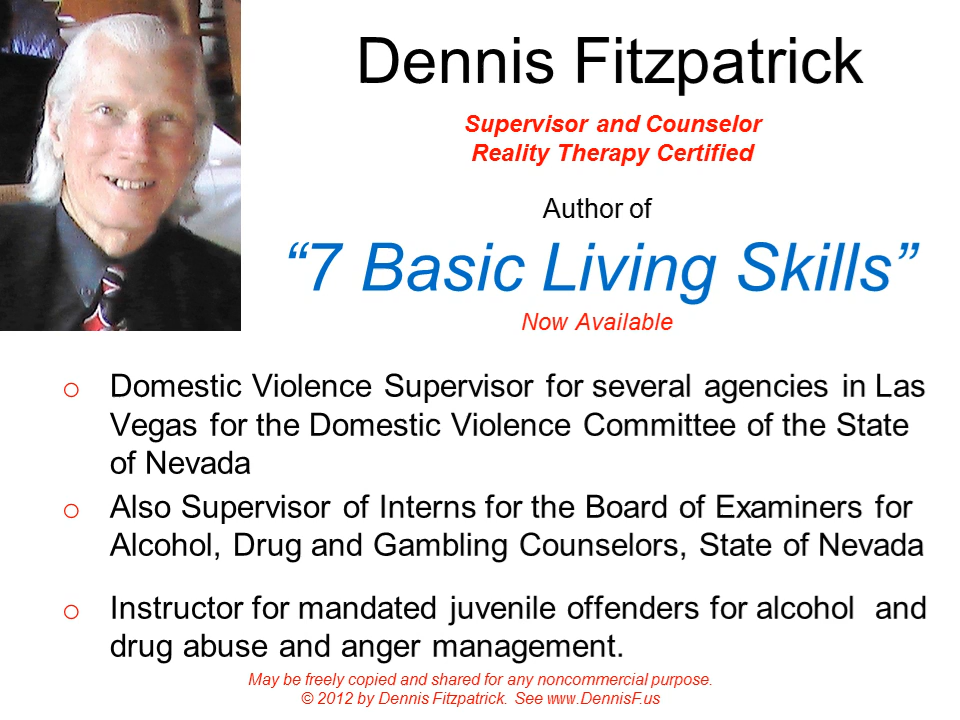 Dennis Fitzpatrick
Supervisor and Counselor
Reality Therapy Certified
Author of
“7 Basic Living Skills”
Now Available
o Domestic Violence Supervisor for several agencies in Las
Vegas for the Domestic Violence Committee of the State
of Nevada
o Also Supervisor of Interns for the Board of Examiners for
Alcohol, Drug and Gambling Counselors, State of Nevada
o Instructor for mandated juvenile offenders for alcohol  and
drug abuse and anger management.
May be freely copied and shared for any noncommercial purpose.
© 2012 by Dennis Fitzpatrick. See www.DennisF.us